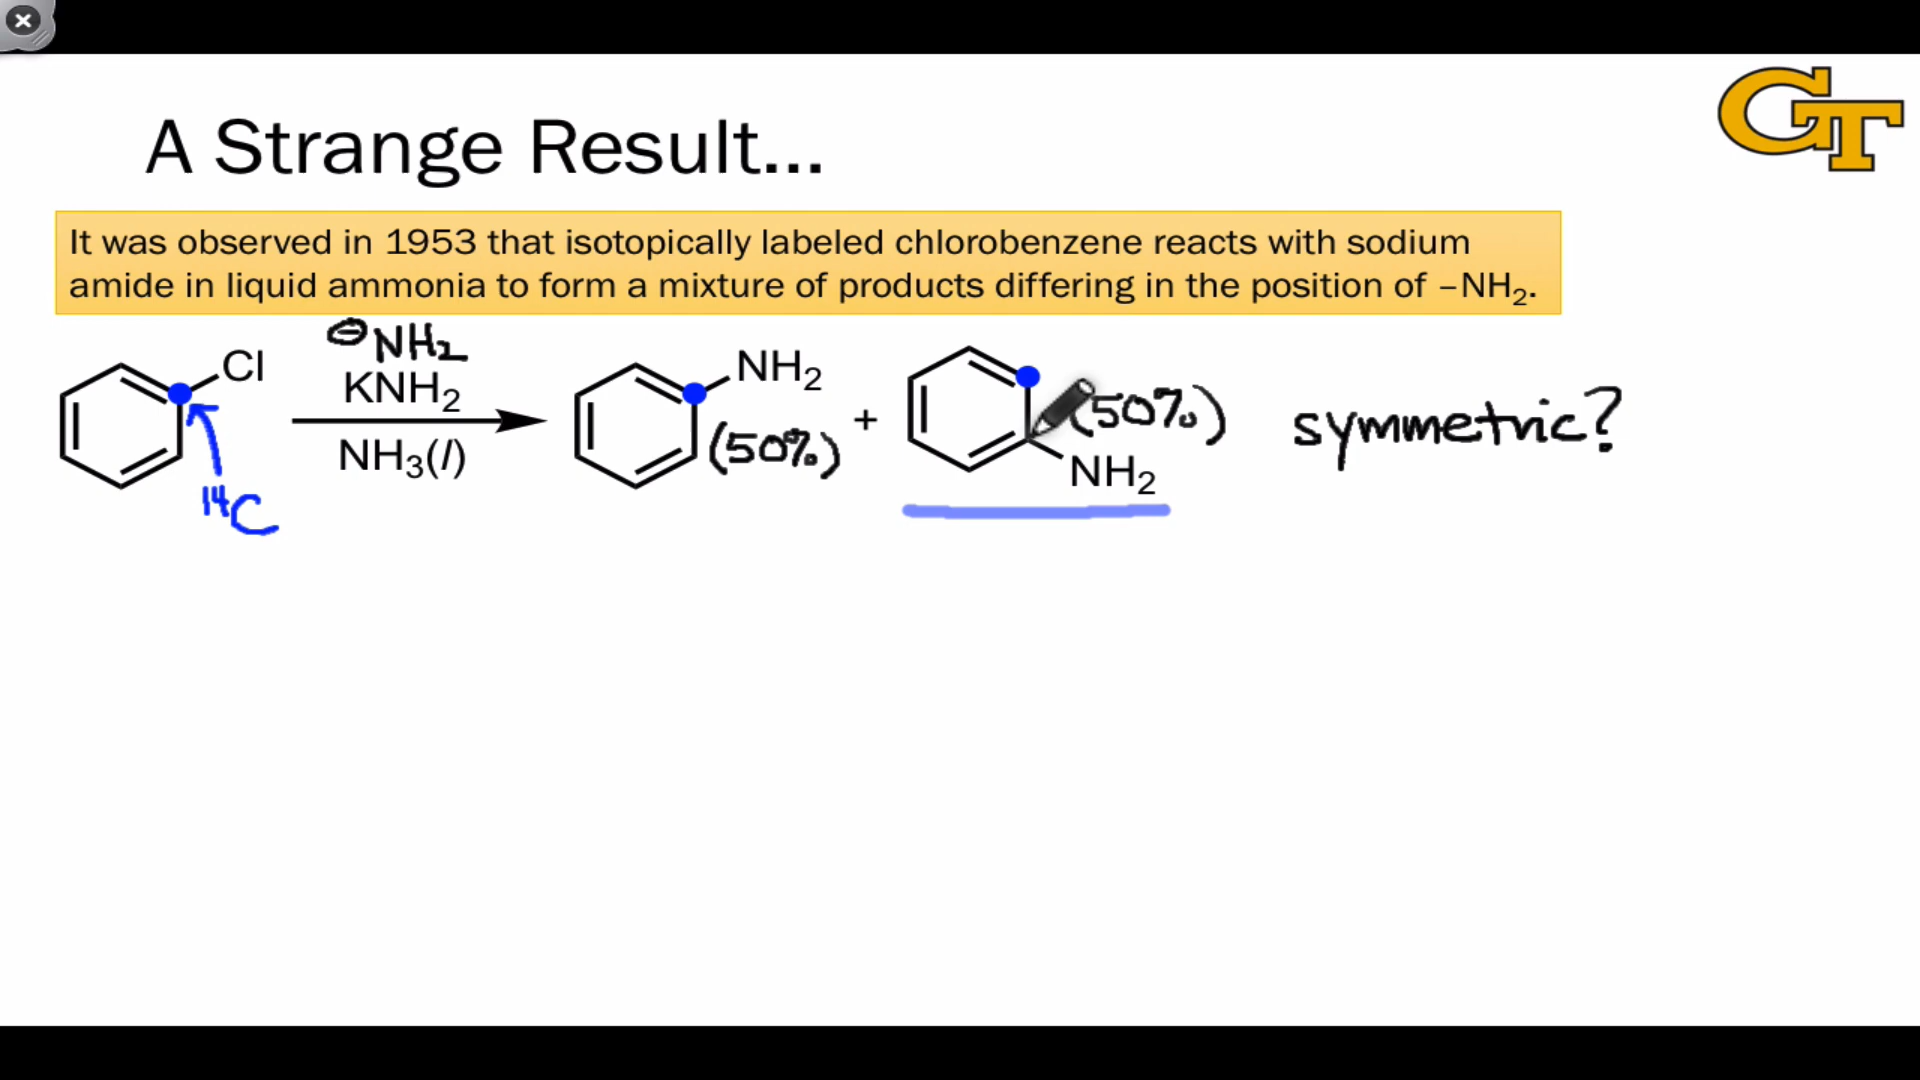 GT
A Strange Result...
It was observed in 1953 that isotopically labeled chlorobenzene reacts with sodium
amide in liquid ammonia to form a mixture of products differing in the position of –NH₂.
⊖NH₂
Cl
KNH₂
NH₃(l)
¹⁴C
NH₂
(50%)
+
(50%)
NH₂
symmetric?